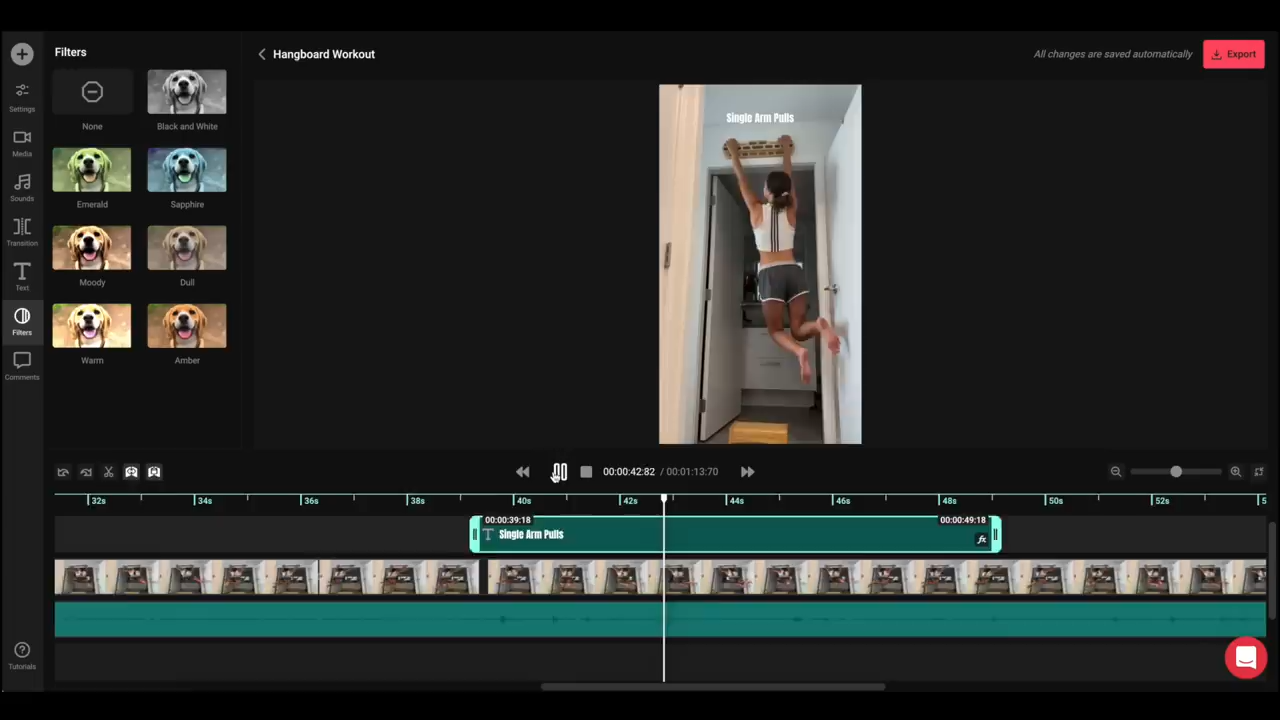 Filters
Hangboard Workout
All changes are saved automatically
Export
Settings
Media
Sounds
Transition
Text
Filters
Comments
Tutorials
None
Black and White
Emerald
Sapphire
Moody
Dull
Warm
Amber
Single Arm Pulls
00:00:42:82 / 00:01:13:70
32s 34s 36s 38s 40s 42s 44s 46s 48s 50s 52s 5
00:00:39:18 00:00:49:18
T Single Arm Pulls fx